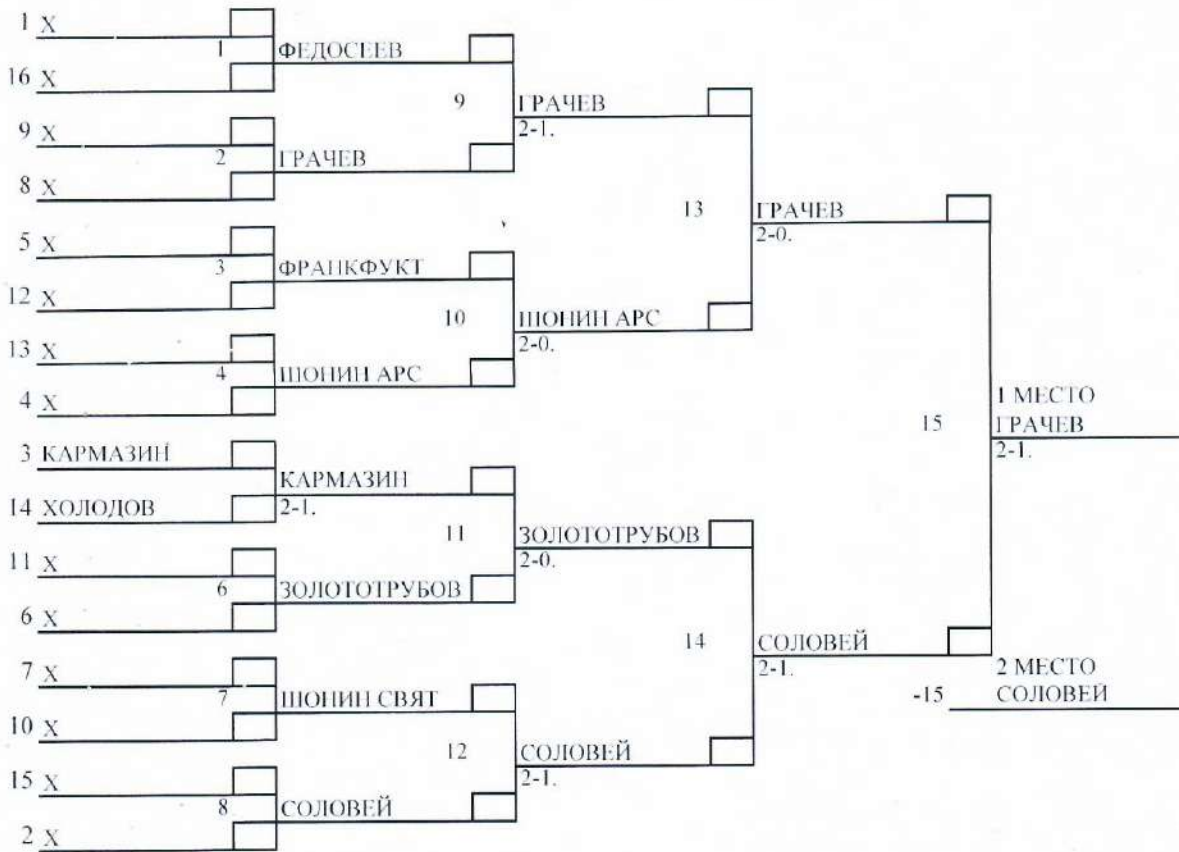 1 X
1 ФЕДОСЕЕВ
16 X
9 ГРАЧЕВ
2-1.
9 X
2 ГРАЧЕВ
8 X
13 ГРАЧЕВ
2-0.
5 X
3 ФРАНКФУКТ
12 X
10 ШОНИН АРС
2-0.
13 X
4 ШОНИН АРС
4 X
15 1 МЕСТО
ГРАЧЕВ
2-1.
3 КАРМАЗИН
КАРМАЗИН
2-1.
14 ХОЛОДОВ
11 ЗОЛОТОТРУБОВ
2-0.
11 X
6 ЗОЛОТОТРУБОВ
6 X
14 СОЛОВЕЙ
2-1.
7 X
7 ШОНИН СВЯТ
10 X
-15 2 МЕСТО
СОЛОВЕЙ
12 СОЛОВЕЙ
2-1.
15 X
8 СОЛОВЕЙ
2 X